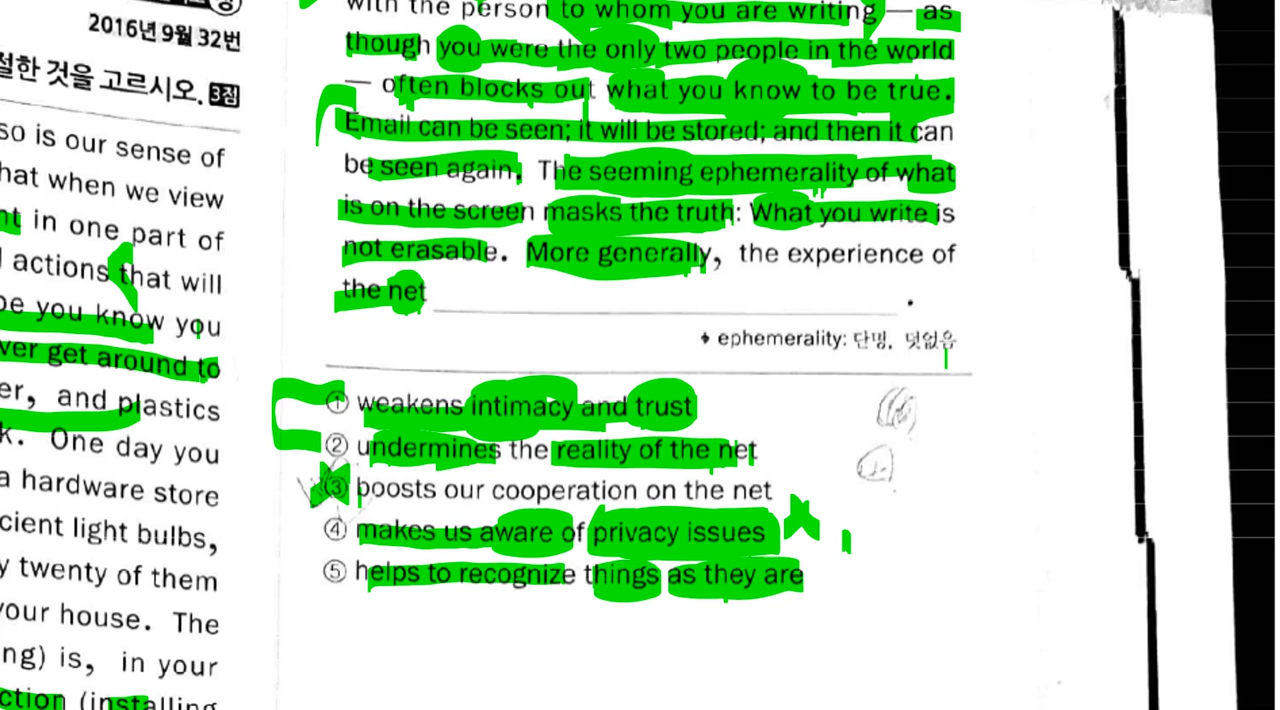 2016년 9월 32번
절한 것을 고르시오. 3점
so is our sense of
hat when we view
nt in one part of
actions that will
be you know you
ver get around to
er, and plastics
k. One day you
a hardware store
cient light bulbs,
y twenty of them
your house. The
ng) is, in your
ction (installing
with the person to whom you are writing — as
though you were the only two people in the world
— often blocks out what you know to be true.
Email can be seen; it will be stored; and then it can
be seen again. The seeming ephemerality of what
is on the screen masks the truth: What you write is
not erasable. More generally, the experience of
the net ____________________.
♦ ephemerality: 단명, 덧없음
① weakens intimacy and trust
② undermines the reality of the net
③ boosts our cooperation on the net
④ makes us aware of privacy issues
⑤ helps to recognize things as they are